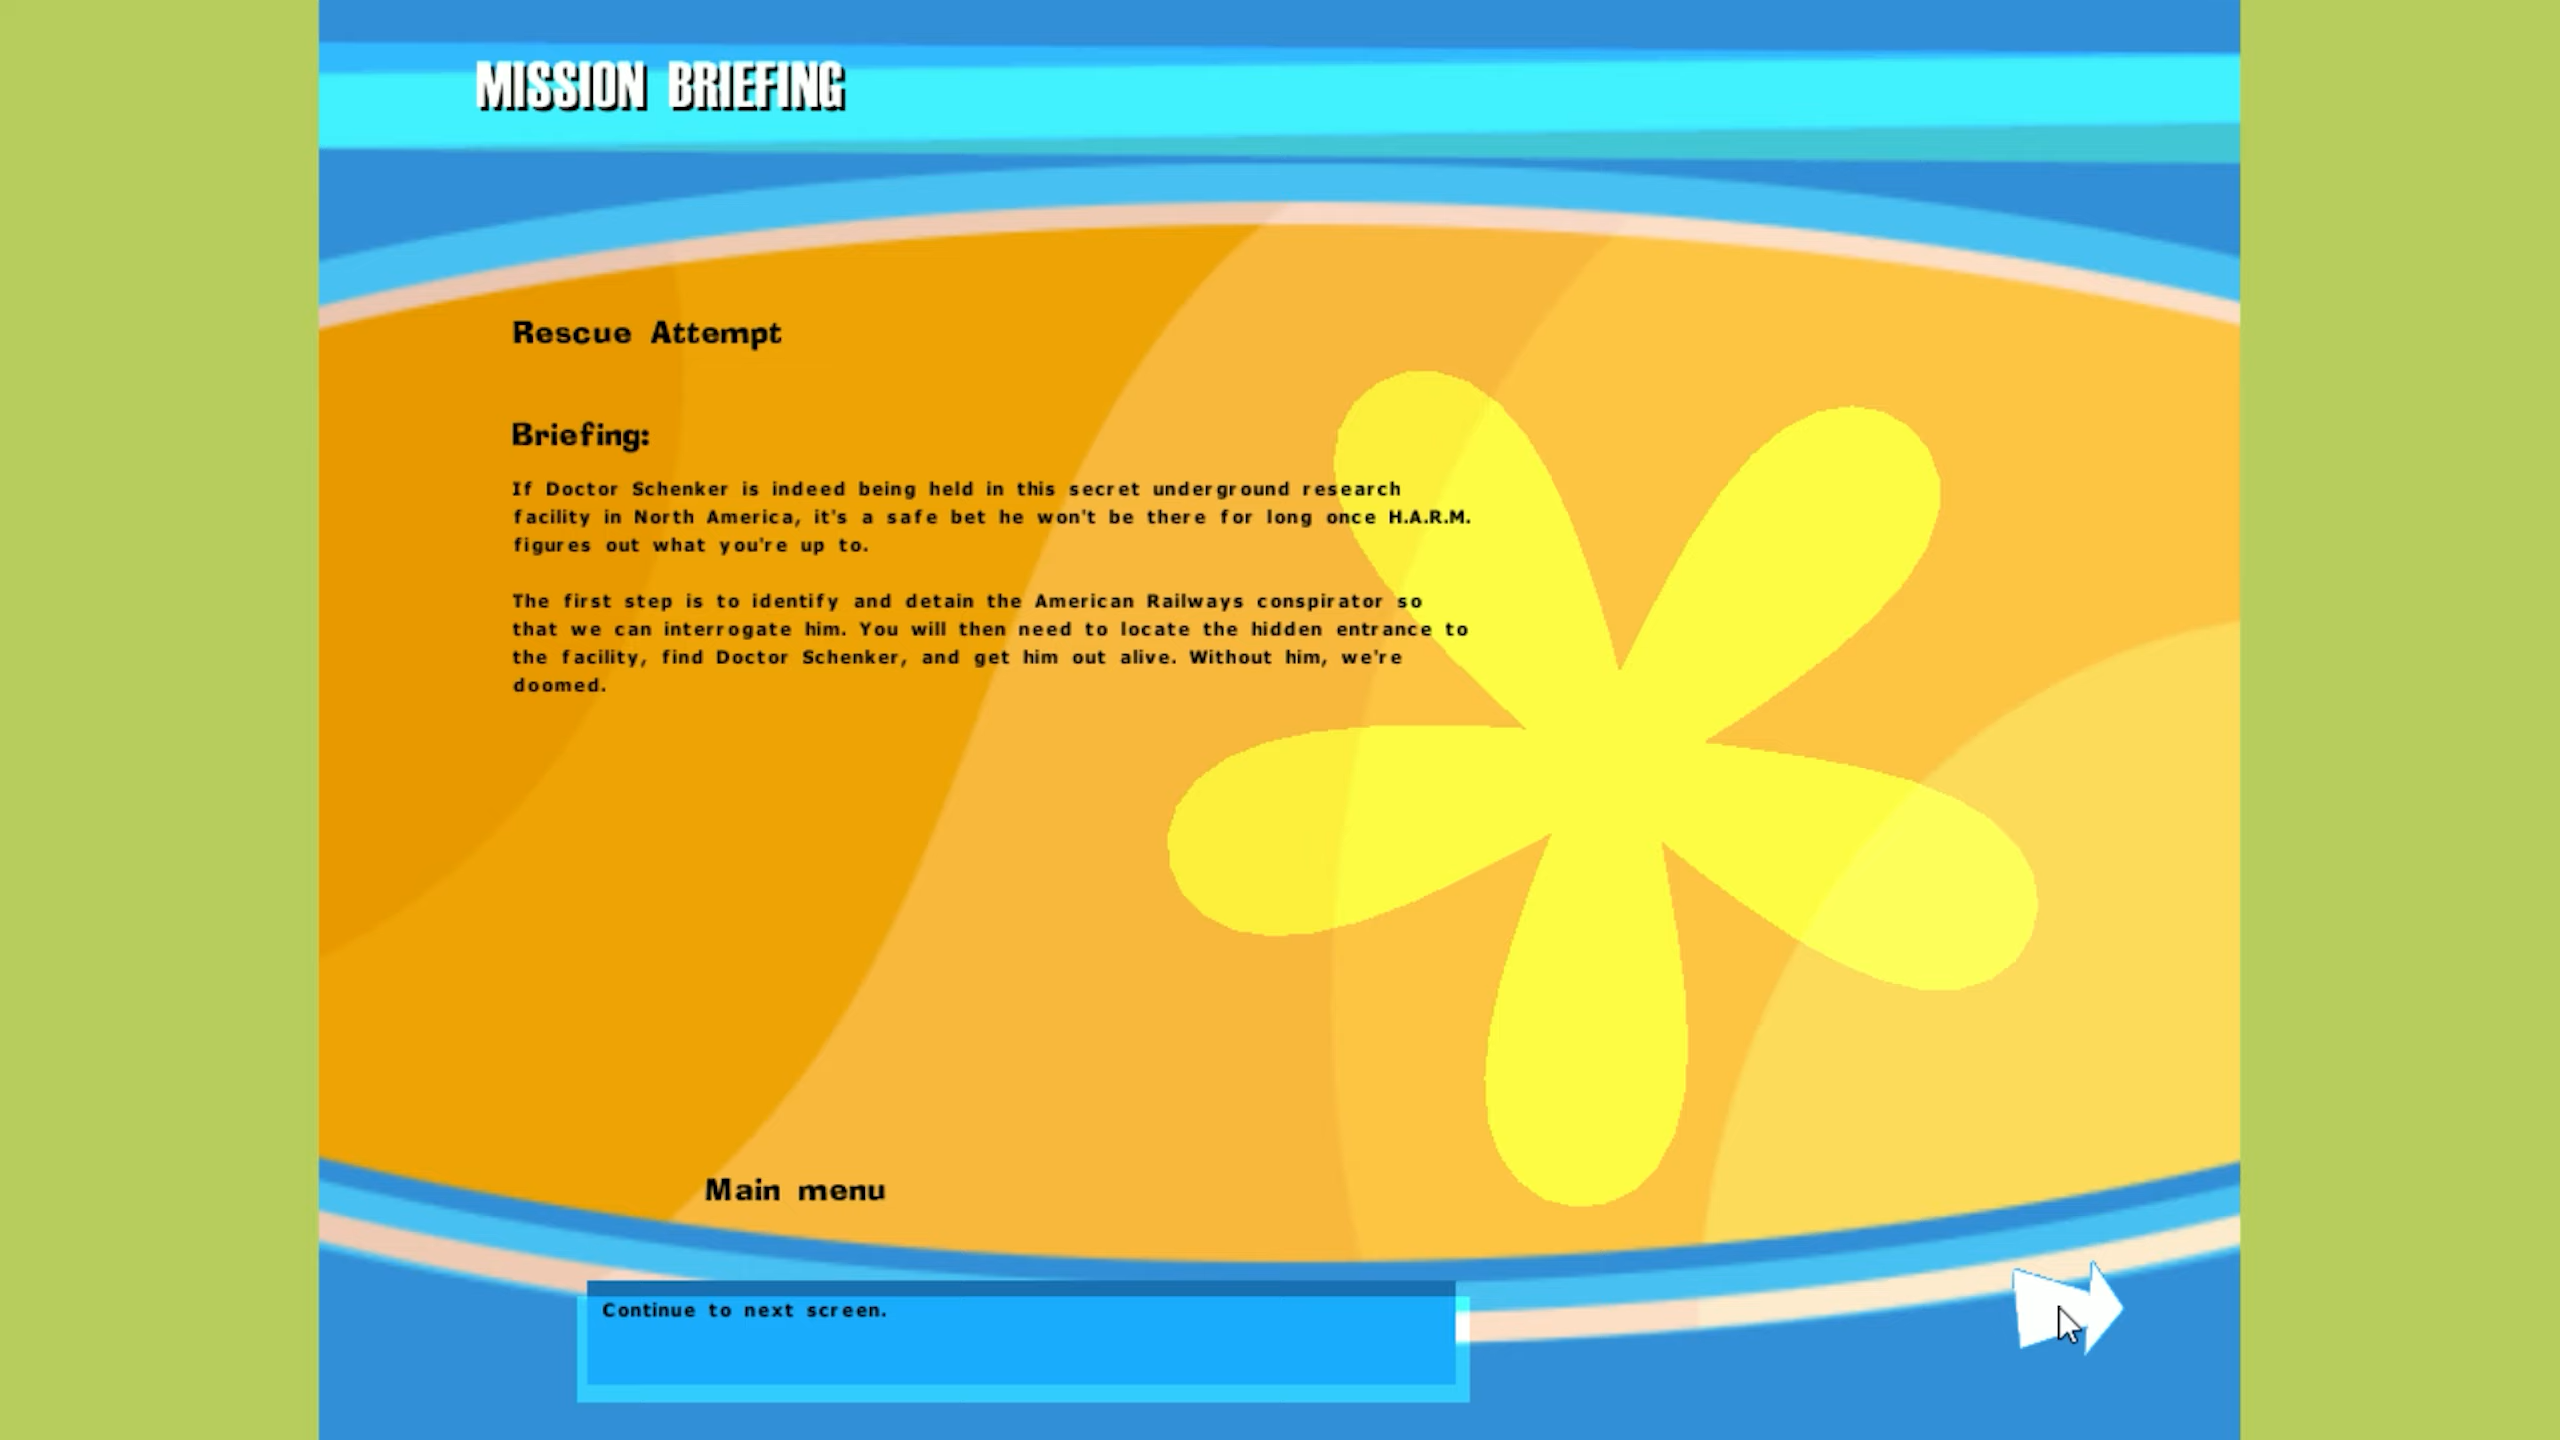 MISSION BRIEFING
Rescue Attempt
Briefing:
If Doctor Schenker is indeed being held in this secret underground research
facility in North America, it's a safe bet he won't be there for long once H.A.R.M.
figures out what you're up to.
The first step is to identify and detain the American Railways conspirator so
that we can interrogate him. You will then need to locate the hidden entrance to
the facility, find Doctor Schenker, and get him out alive. Without him, we're
doomed.
Main menu
Continue to next screen.